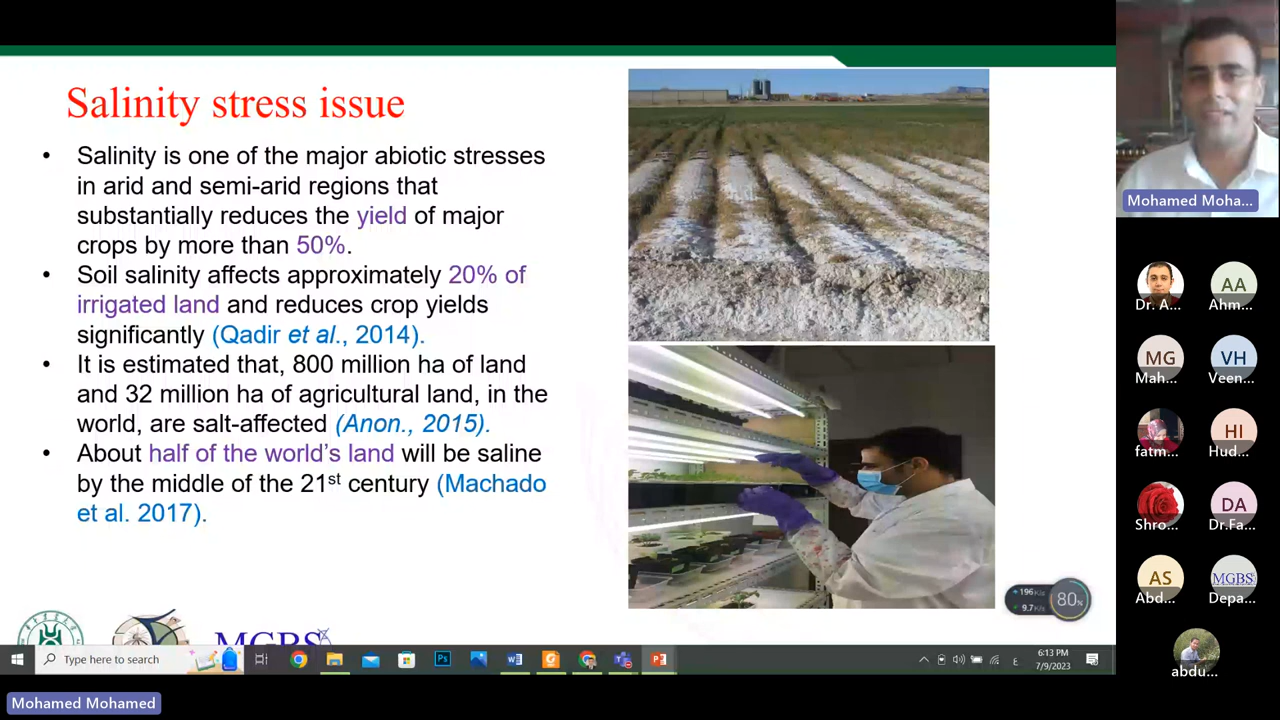 Salinity stress issue
• Salinity is one of the major abiotic stresses
in arid and semi-arid regions that
substantially reduces the yield of major
crops by more than 50%.
• Soil salinity affects approximately 20% of
irrigated land and reduces crop yields
significantly (Qadir et al., 2014).
• It is estimated that, 800 million ha of land
and 32 million ha of agricultural land, in the
world, are salt-affected (Anon., 2015).
• About half of the world's land will be saline
by the middle of the 21st century (Machado
et al. 2017).
MGBS
196 K/s
9.7 K/s
80%
Type here to search
Ps
ع
6:13 PM
7/9/2023
Mohamed Mohamed
Mohamed Moha...
Dr. A...
AA
Ahm...
MG
Mah...
VH
Veen...
fatm...
HI
Hud...
Shro...
DA
Dr.Fa...
AS
Abd...
MGBS
Depa...
abdu...